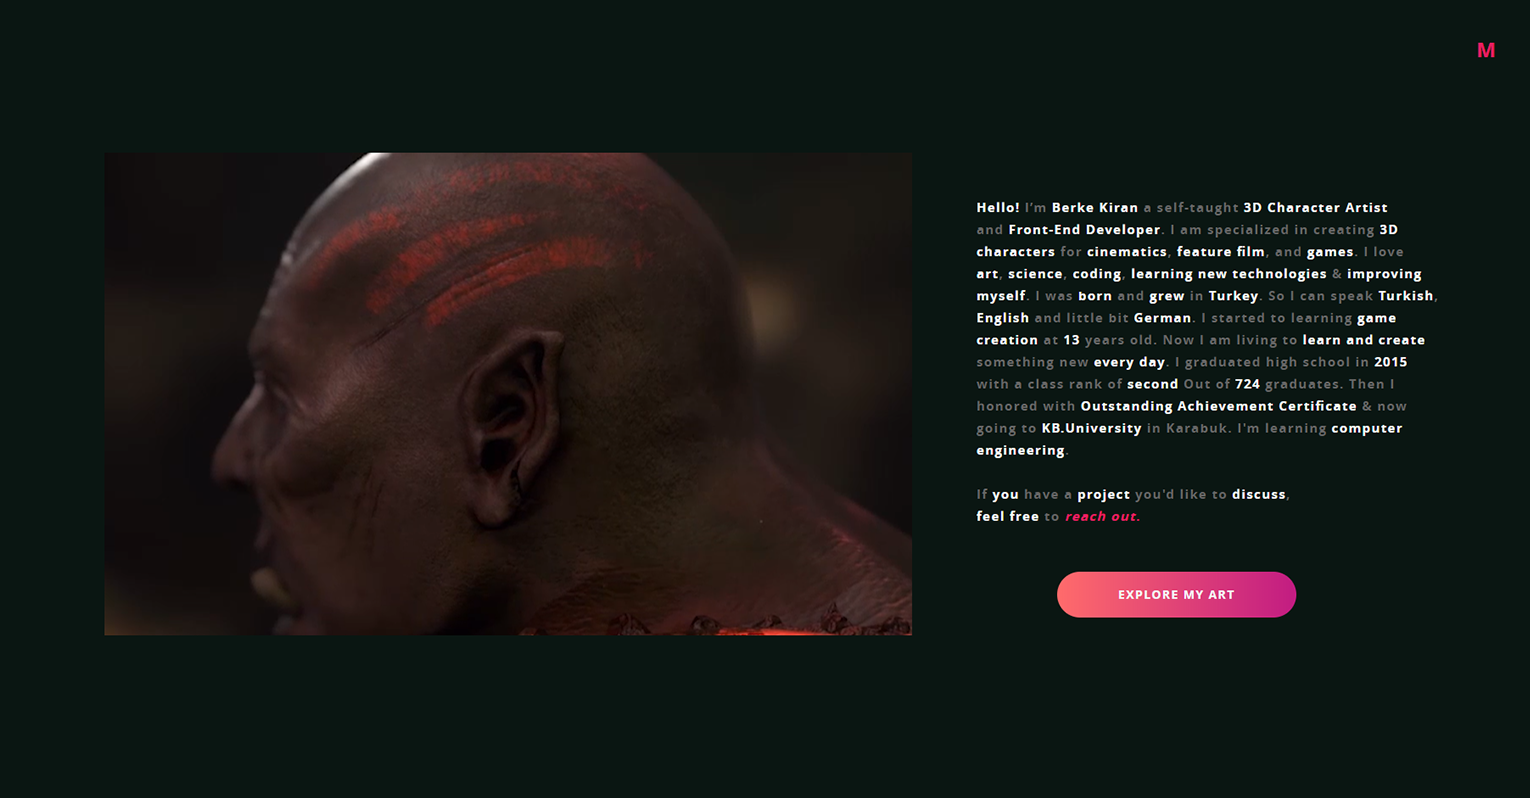 M
Hello! I'm Berke Kiran a self-taught 3D Character Artist
and Front-End Developer. I am specialized in creating 3D
characters for cinematics, feature film, and games. I love
art, science, coding, learning new technologies & improving
myself. I was born and grew in Turkey. So I can speak Turkish,
English and little bit German. I started to learning game
creation at 13 years old. Now I am living to learn and create
something new every day. I graduated high school in 2015
with a class rank of second Out of 724 graduates. Then I
honored with Outstanding Achievement Certificate & now
going to KB.University in Karabuk. I'm learning computer
engineering.
If you have a project you'd like to discuss,
feel free to reach out.
EXPLORE MY ART